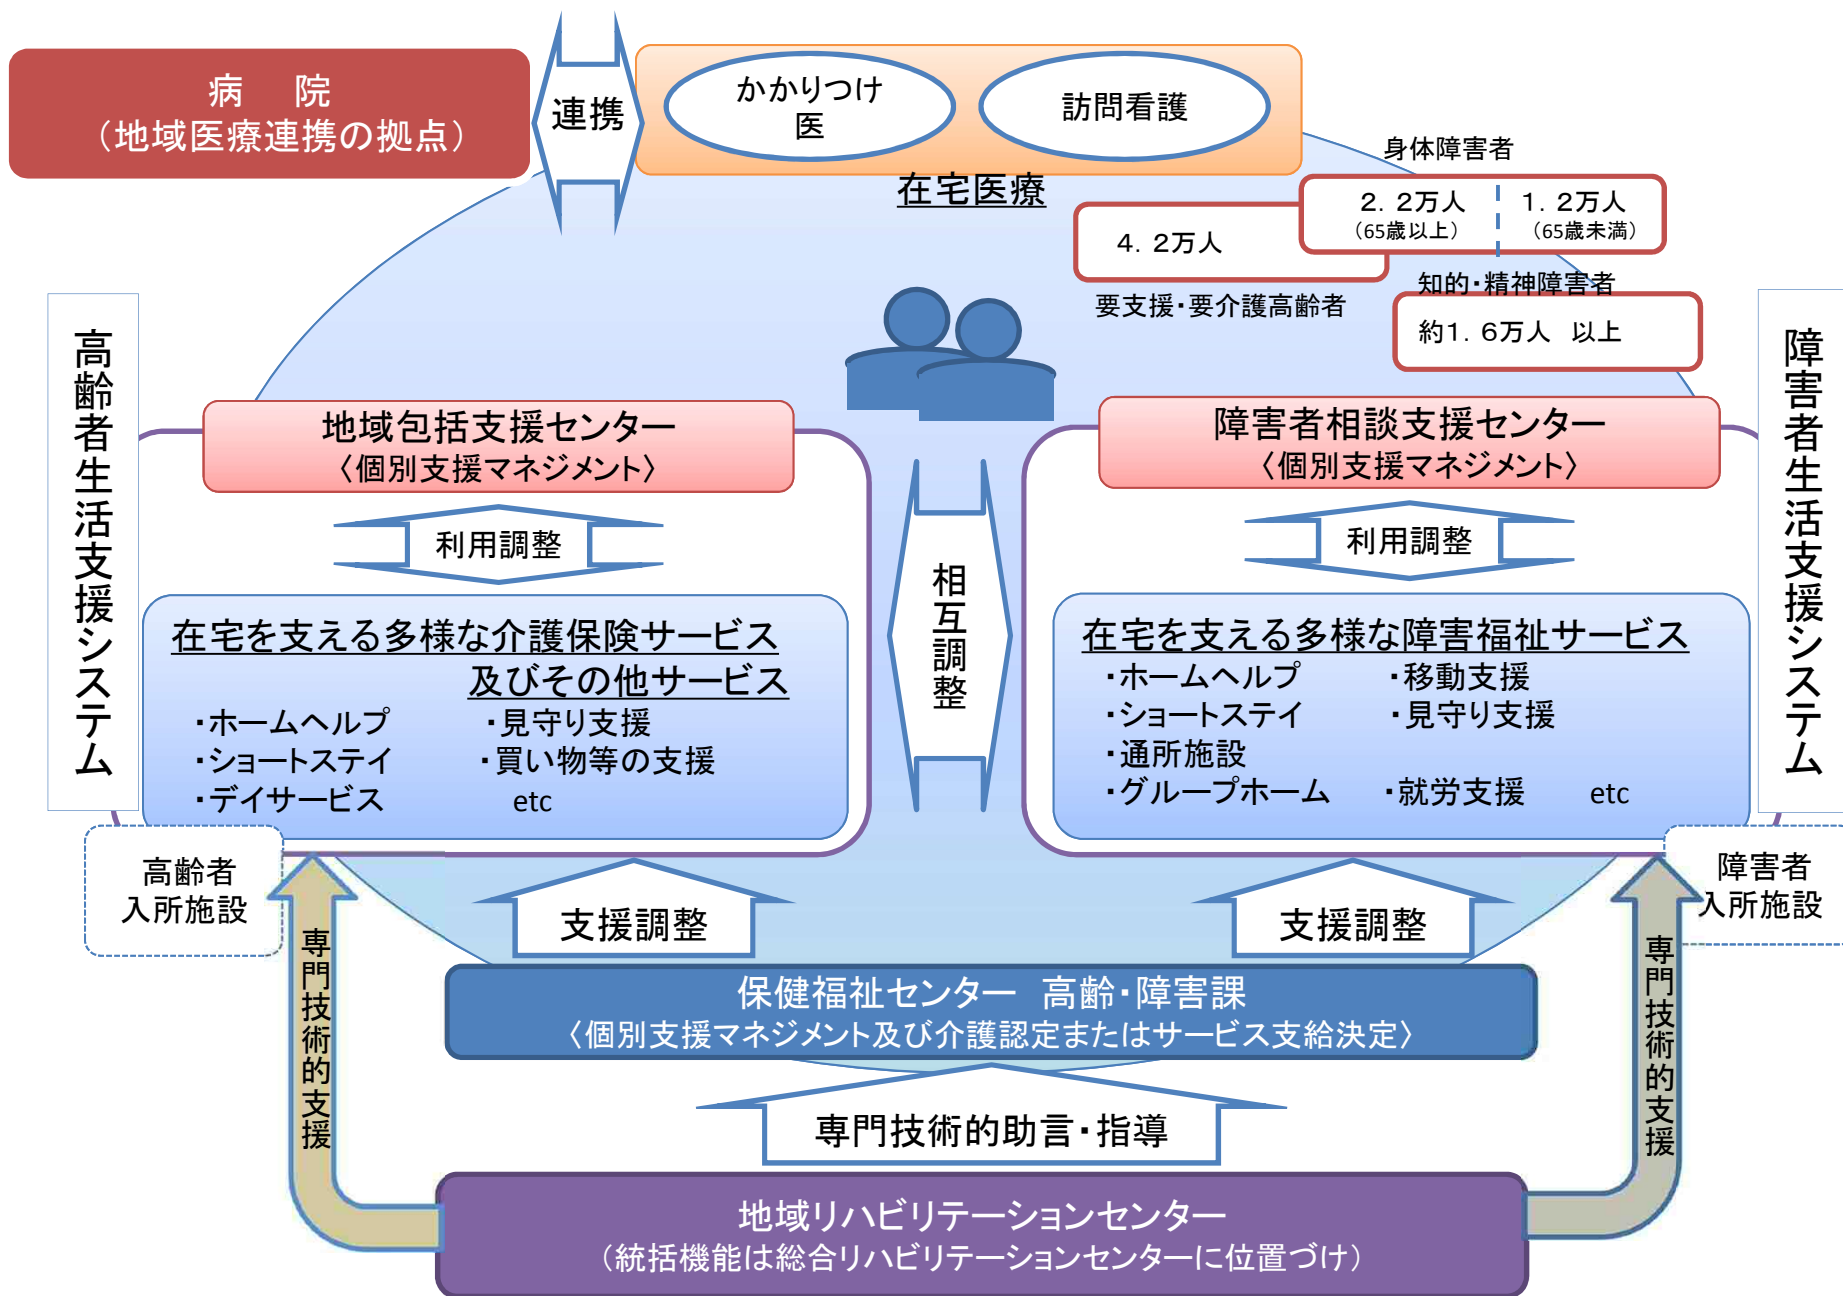 病　院
（地域医療連携の拠点）
連携
かかりつけ
医
訪問看護
在宅医療
身体障害者
２．２万人
（65歳以上）
１．２万人
（65歳未満）
４．２万人
要支援・要介護高齢者
知的・精神障害者
約１．６万人　以上
高齢者生活支援システム
障害者生活支援システム
地域包括支援センター
〈個別支援マネジメント〉
利用調整
在宅を支える多様な介護保険サービス
及びその他サービス
・ホームヘルプ　・見守り支援
・ショートステイ　・買い物等の支援
・デイサービス　etc
相互調整
障害者相談支援センター
〈個別支援マネジメント〉
利用調整
在宅を支える多様な障害福祉サービス
・ホームヘルプ　・移動支援
・ショートステイ　・見守り支援
・通所施設
・グループホーム　・就労支援　etc
高齢者
入所施設
障害者
入所施設
支援調整
支援調整
専門技術的支援
専門技術的支援
保健福祉センター　高齢・障害課
〈個別支援マネジメント及び介護認定またはサービス支給決定〉
専門技術的助言・指導
地域リハビリテーションセンター
（統括機能は総合リハビリテーションセンターに位置づけ）